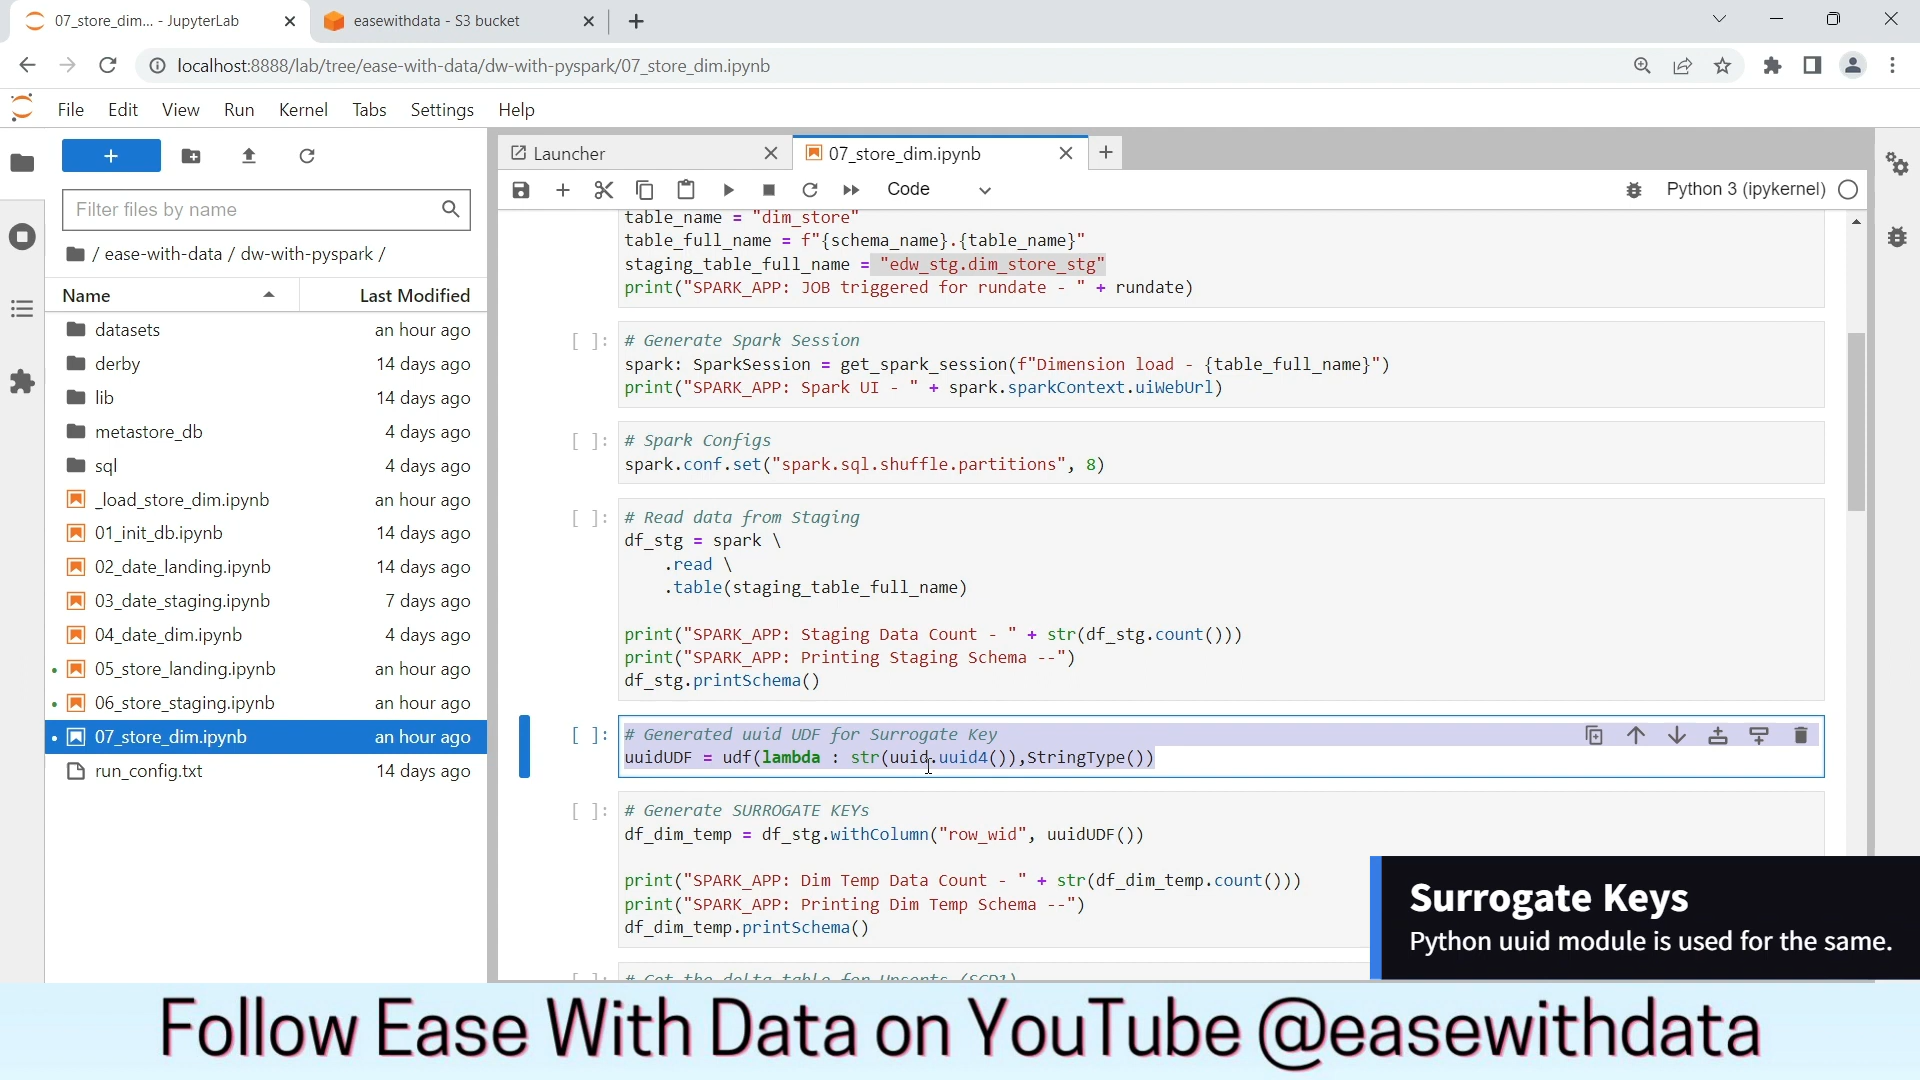 07_store_dim... - JupyterLab
easewithdata - S3 bucket
localhost:8888/lab/tree/ease-with-data/dw-with-pyspark/07_store_dim.ipynb
File Edit View Run Kernel Tabs Settings Help
Launcher
07_store_dim.ipynb
Code
Python 3 (ipykernel)
Filter files by name
/ ease-with-data / dw-with-pyspark /
Name Last Modified
datasets an hour ago
derby 14 days ago
lib 14 days ago
metastore_db 4 days ago
sql 4 days ago
_load_store_dim.ipynb an hour ago
01_init_db.ipynb 14 days ago
02_date_landing.ipynb 14 days ago
03_date_staging.ipynb 7 days ago
04_date_dim.ipynb 4 days ago
05_store_landing.ipynb an hour ago
06_store_staging.ipynb an hour ago
07_store_dim.ipynb an hour ago
run_config.txt 14 days ago
table_name = "dim_store"
table_full_name = f"{schema_name}.{table_name}"
staging_table_full_name = "edw_stg.dim_store_stg"
print("SPARK_APP: JOB triggered for rundate - " + rundate)
[ ]: # Generate Spark Session
spark: SparkSession = get_spark_session(f"Dimension load - {table_full_name}")
print("SPARK_APP: Spark UI - " + spark.sparkContext.uiWebUrl)
[ ]: # Spark Configs
spark.conf.set("spark.sql.shuffle.partitions", 8)
[ ]: # Read data from Staging
df_stg = spark \
.read \
.table(staging_table_full_name)
print("SPARK_APP: Staging Data Count - " + str(df_stg.count()))
print("SPARK_APP: Printing Staging Schema --")
df_stg.printSchema()
[ ]: # Generated uuid UDF for Surrogate Key
uuidUDF = udf(lambda : str(uuid.uuid4()),StringType())
[ ]: # Generate SURROGATE KEYs
df_dim_temp = df_stg.withColumn("row_wid", uuidUDF())
print("SPARK_APP: Dim Temp Data Count - " + str(df_dim_temp.count()))
print("SPARK_APP: Printing Dim Temp Schema --")
df_dim_temp.printSchema()
[ ]: # Get the delta table for Upserts (SCD1)
Surrogate Keys
Python uuid module is used for the same.
Follow Ease With Data on YouTube @easewithdata